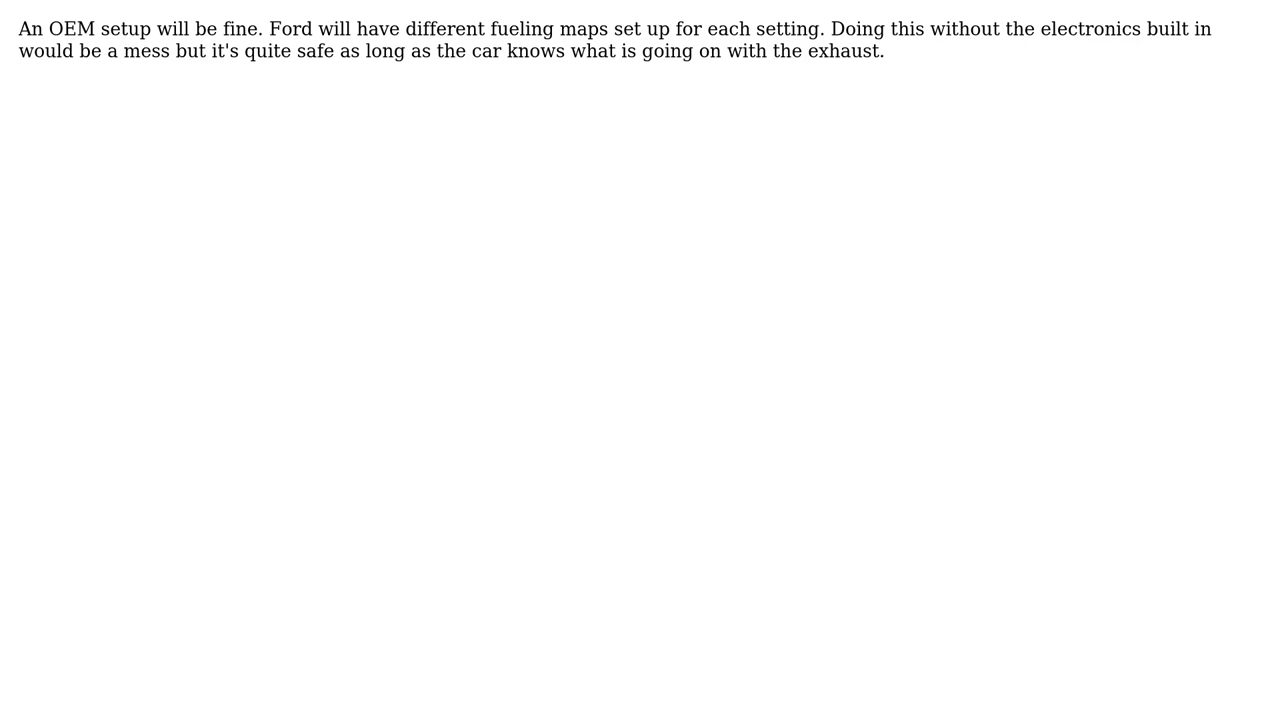 An OEM setup will be fine. Ford will have different fueling maps set up for each setting. Doing this without the electronics built in
would be a mess but it's quite safe as long as the car knows what is going on with the exhaust.